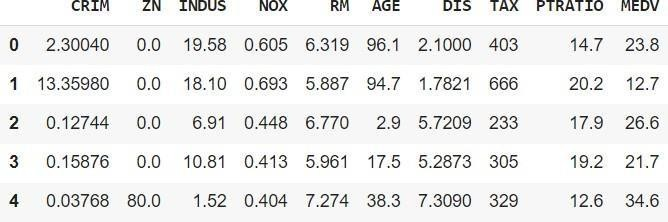 CRIM ZN INDUS NOX RM AGE DIS TAX PTRATIO MEDV
0 2.30040 0.0 19.58 0.605 6.319 96.1 2.1000 403 14.7 23.8
1 13.35980 0.0 18.10 0.693 5.887 94.7 1.7821 666 20.2 12.7
2 0.12744 0.0 6.91 0.448 6.770 2.9 5.7209 233 17.9 26.6
3 0.15876 0.0 10.81 0.413 5.961 17.5 5.2873 305 19.2 21.7
4 0.03768 80.0 1.52 0.404 7.274 38.3 7.3090 329 12.6 34.6